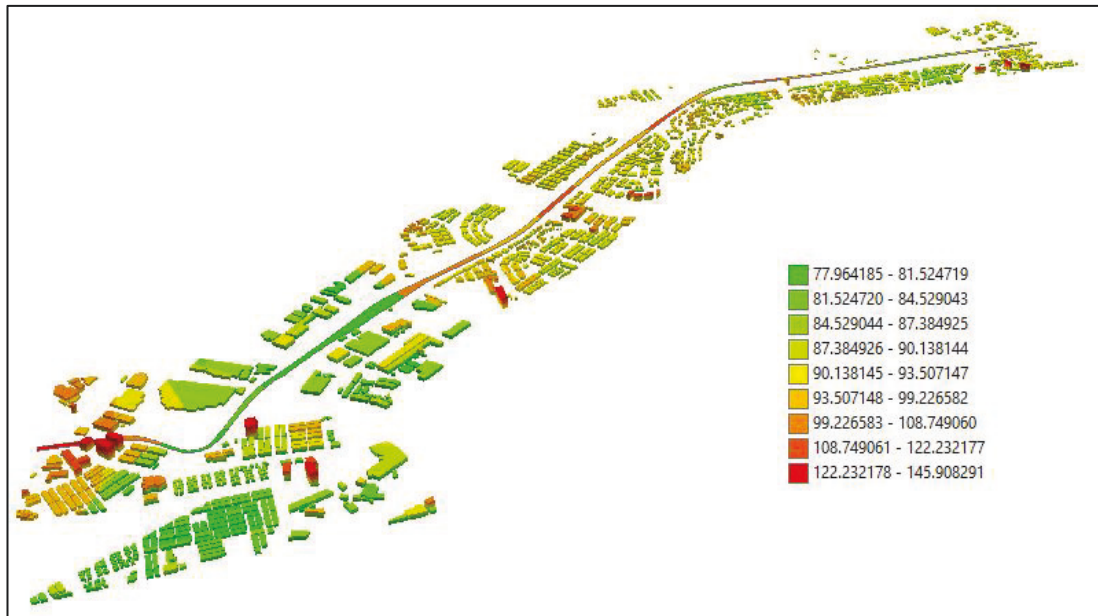 77.964185 - 81.524719
81.524720 - 84.529043
84.529044 - 87.384925
87.384926 - 90.138144
90.138145 - 93.507147
93.507148 - 99.226582
99.226583 - 108.749060
108.749061 - 122.232177
122.232178 - 145.908291